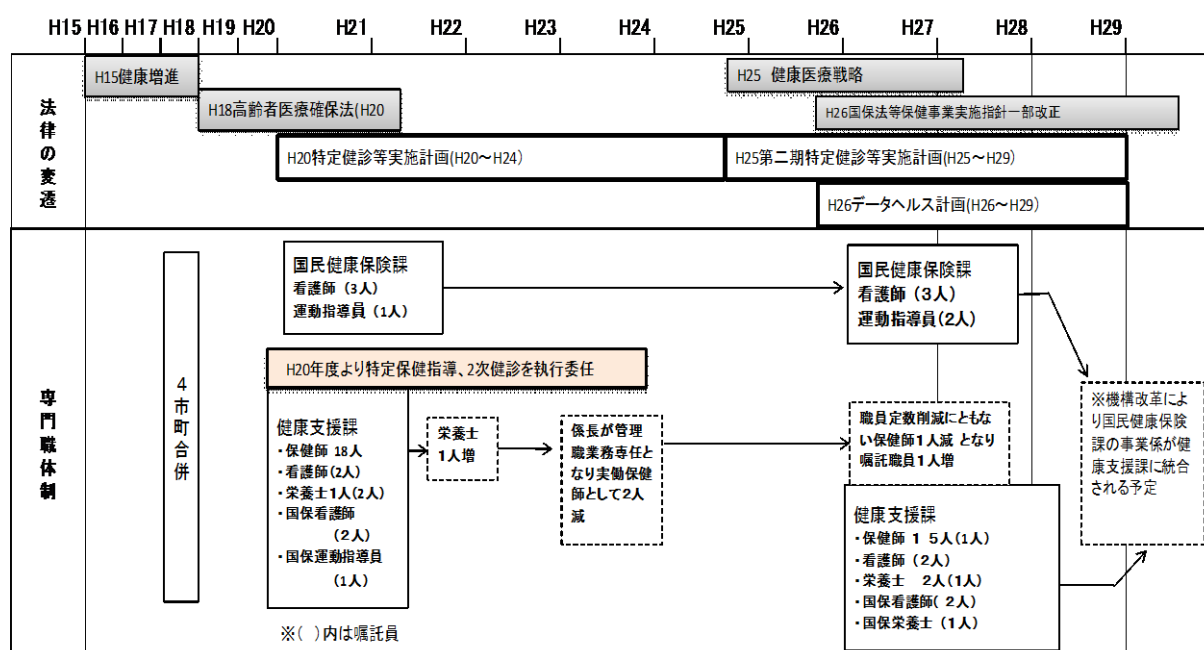 H15 H16 H17 H18 H19 H20 H21 H22 H23 H24 H25 H26 H27 H28 H29
法律の変遷
H15健康増進
H18高齢者医療確保法(H20
H25 健康医療戦略
H26国保法等保健事業実施指針一部改正
H20特定健診等実施計画(H20～H24)
H25第二期特定健診等実施計画(H25～H29)
H26データヘルス計画(H26～H29)
専門職体制
4市町合併
国民健康保険課
看護師（3人）
運動指導員（1人）
H20年度より特定保健指導、2次健診を執行委任
健康支援課
・保健師 18人
・看護師(2人)
・栄養士1人(2人)
・国保看護師
（2人）
・国保運動指導員
（1人）
※( )内は嘱託員
栄養士
1人増
係長が管理
職業務専任と
なり実働保健
師として2人
減
国民健康保険課
看護師（3人）
運動指導員(2人)
職員定数削減にともな
い保健師1人減 となり
嘱託職員1人増
健康支援課
・保健師 1 5人(1人)
・看護師（2人）
・栄養士 2人(1人)
・国保看護師( 2人)
・国保栄養士（1人）
※機構改革によ
り国民健康保険
課の事業係が健
康支援課に統合
される予定